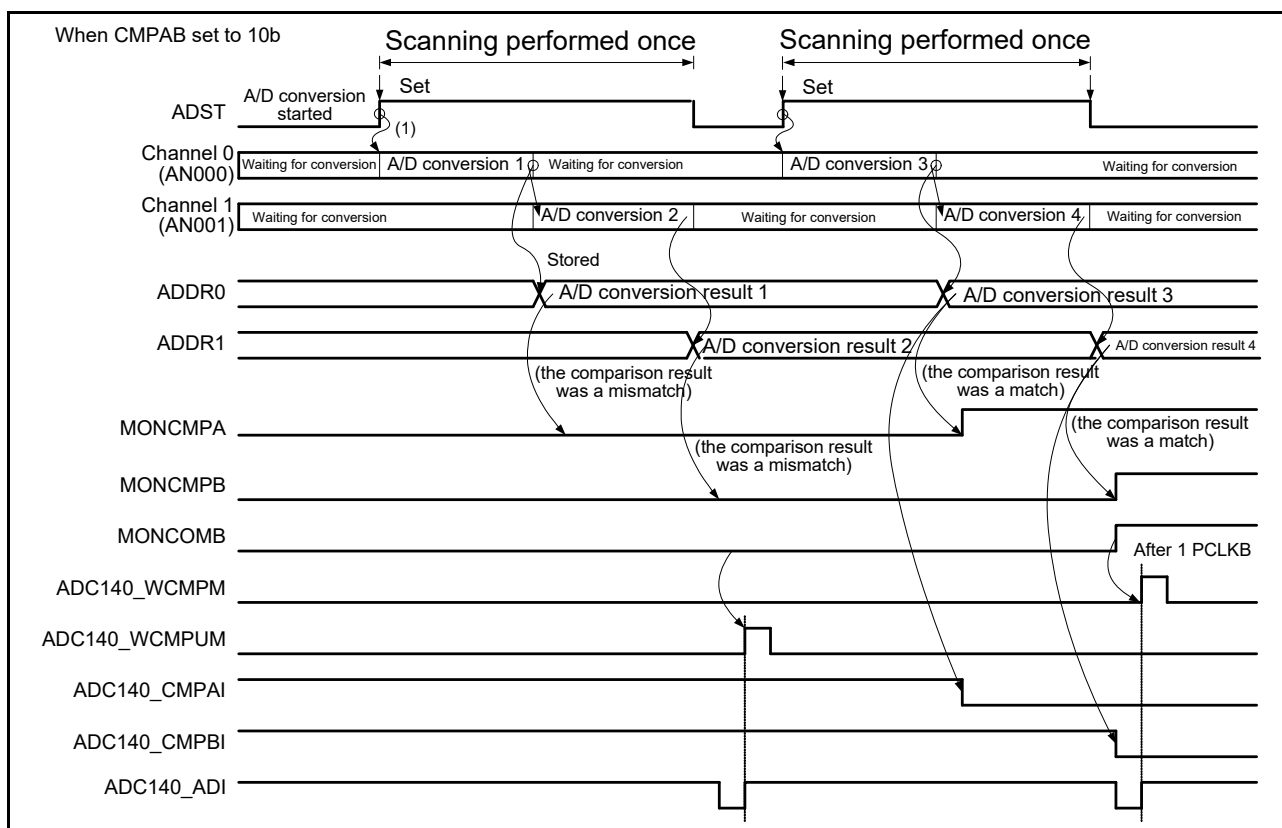 When CMPAB set to 10b
Scanning performed once
Scanning performed once
Set
Set
ADST
A/D conversion
started
(1)
Channel 0
(AN000)
Waiting for conversion
A/D conversion 1
Waiting for conversion
A/D conversion 3
Waiting for conversion
Channel 1
(AN001)
Waiting for conversion
A/D conversion 2
Waiting for conversion
A/D conversion 4
Waiting for conversion
Stored
ADDR0
A/D conversion result 1
A/D conversion result 3
ADDR1
A/D conversion result 2
A/D conversion result 4
(the comparison result
was a mismatch)
(the comparison result
was a match)
MONCMPA
(the comparison result
was a mismatch)
(the comparison result
was a match)
MONCMPB
MONCOMB
After 1 PCLKB
ADC140_WCMPM
ADC140_WCMPUM
ADC140_CMPAI
ADC140_CMPBI
ADC140_ADI